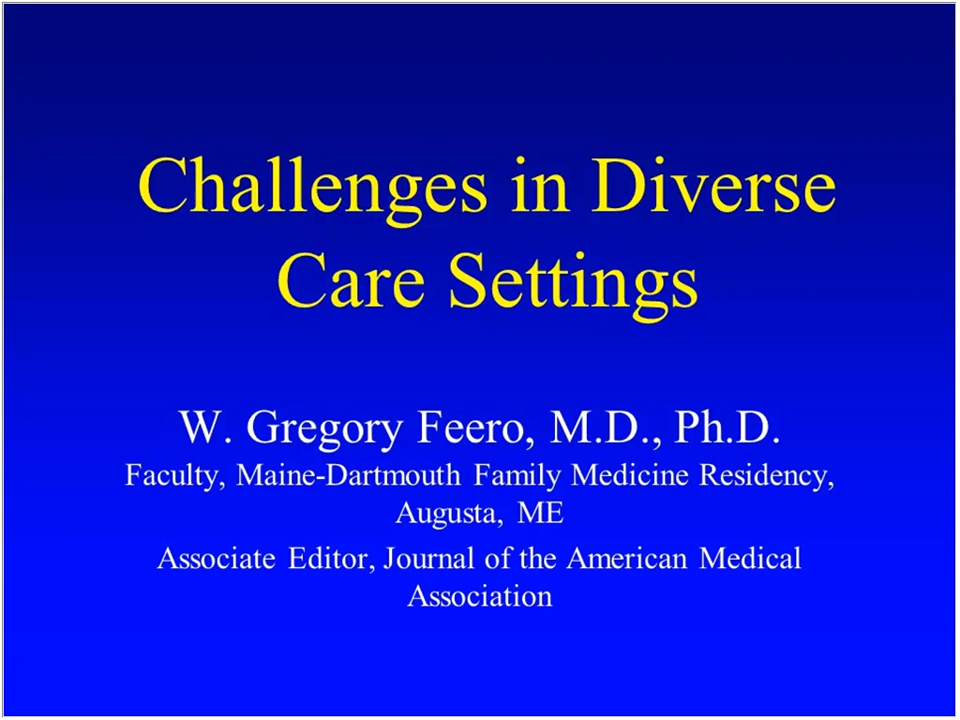 Challenges in Diverse
Care Settings
W. Gregory Feero, M.D., Ph.D.
Faculty, Maine-Dartmouth Family Medicine Residency,
Augusta, ME
Associate Editor, Journal of the American Medical
Association